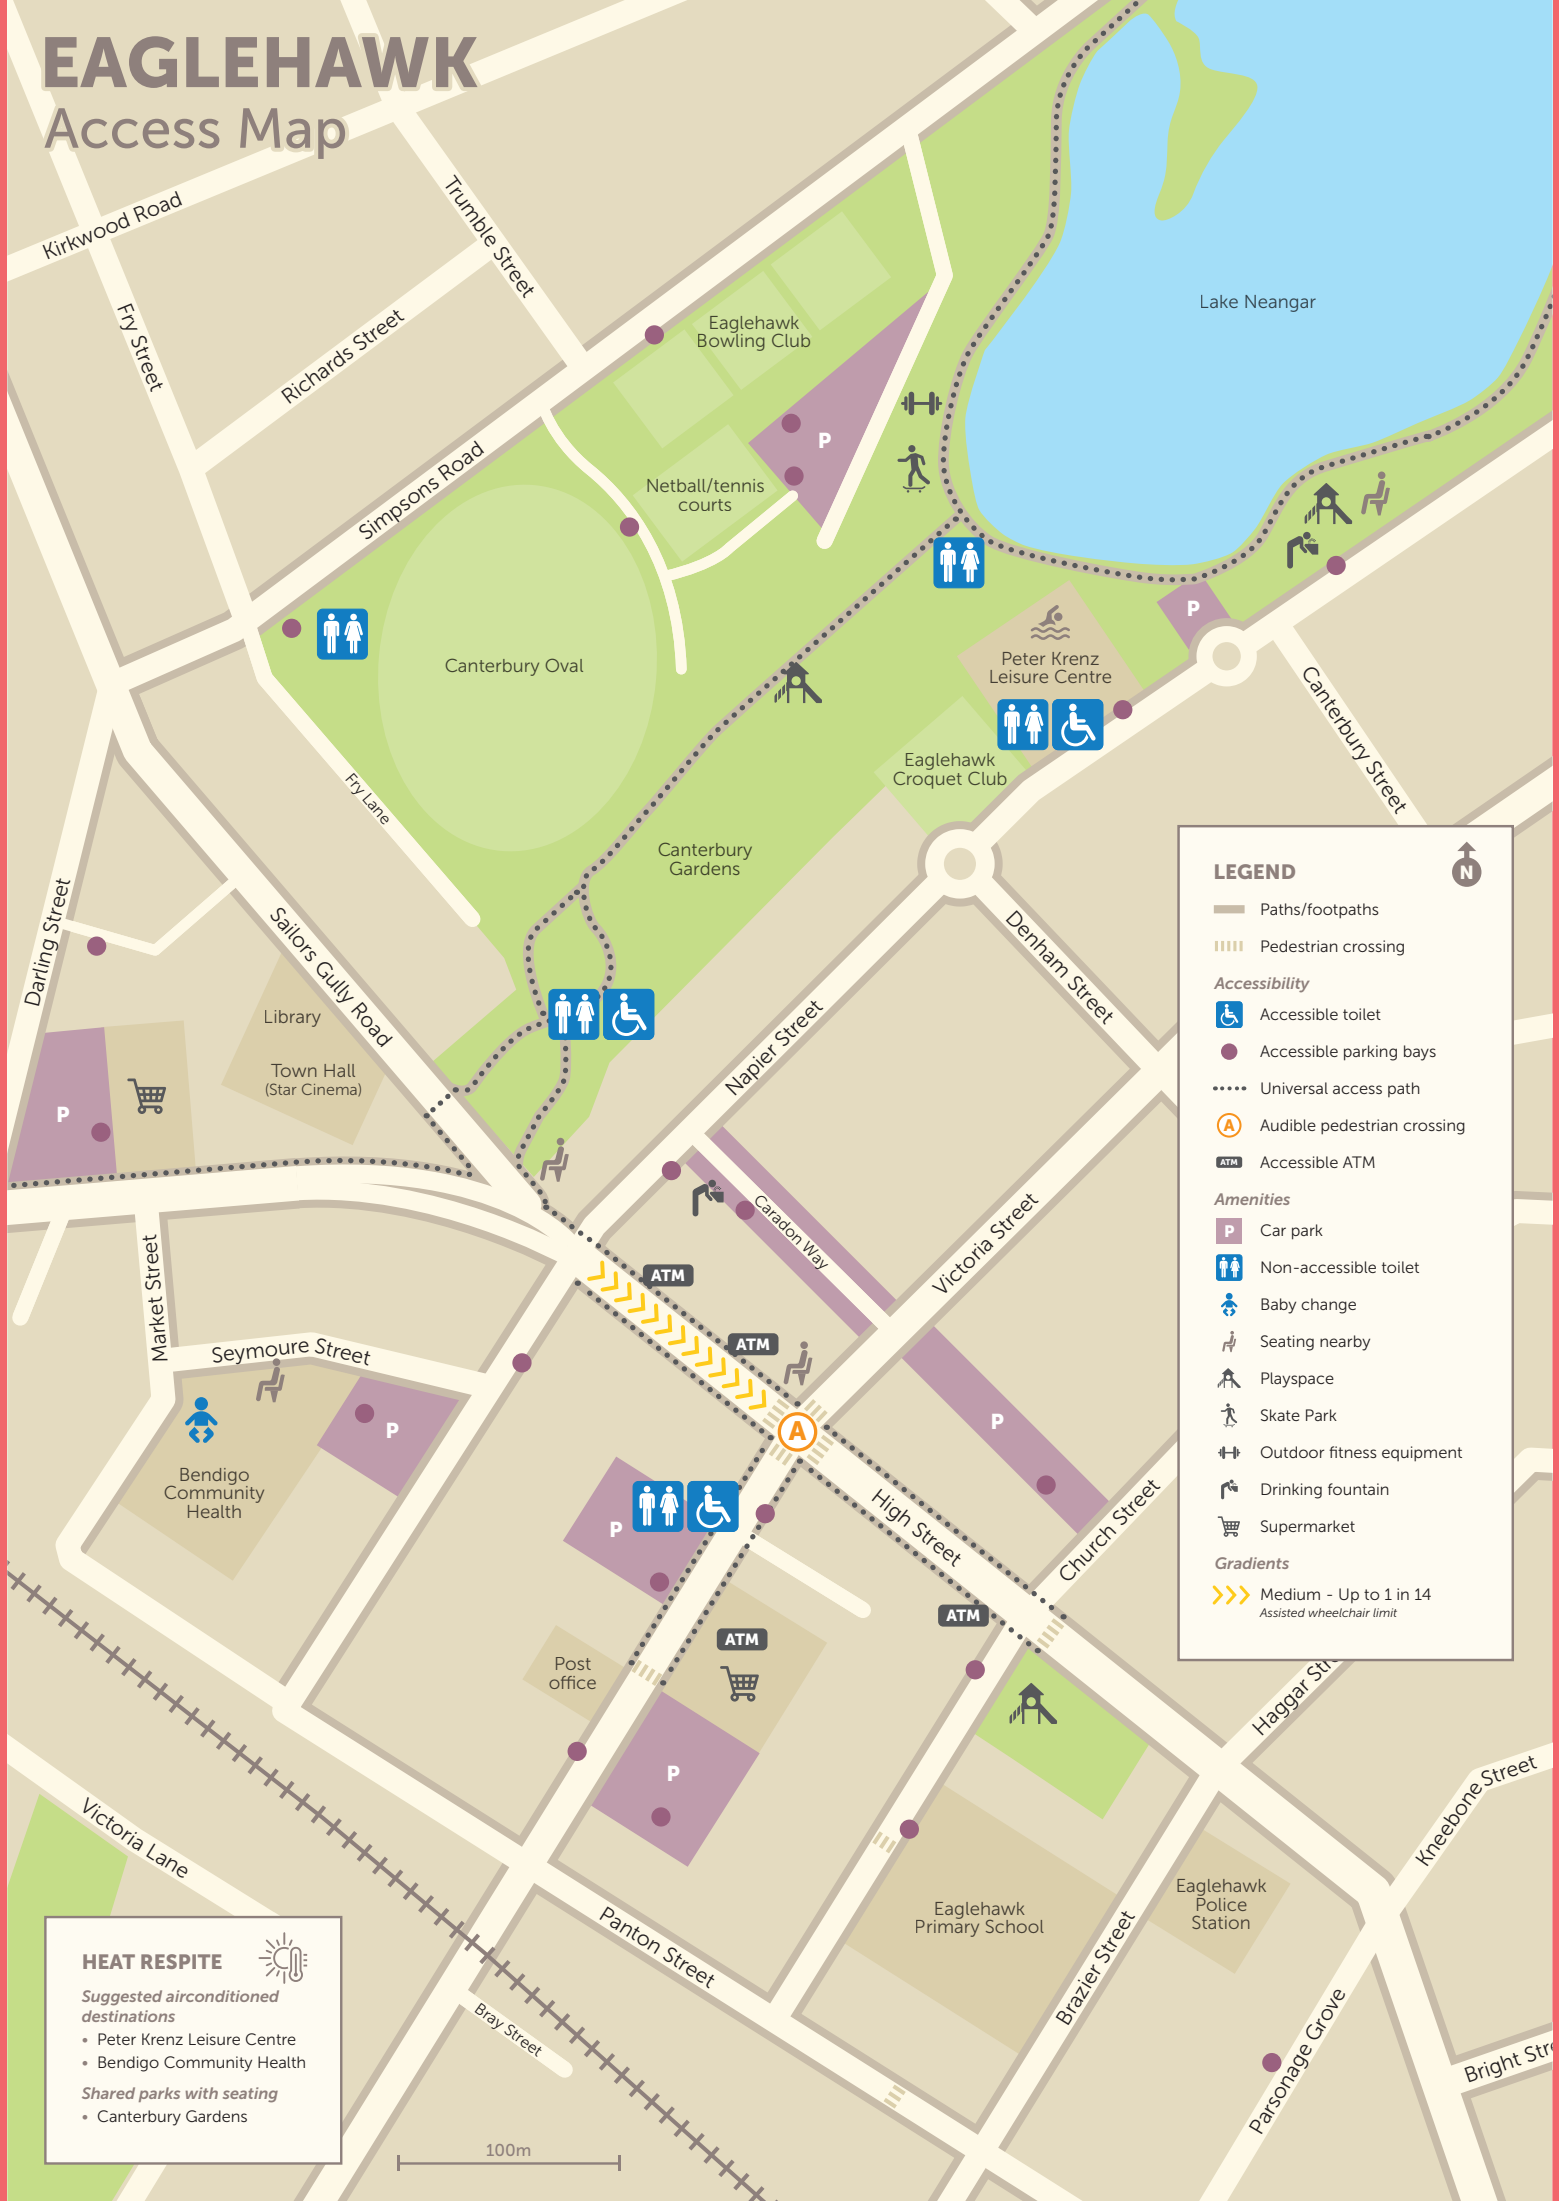 EAGLEHAWK
Access Map
Kirkwood Road
Trumble Street
Fry Street
Richards Street
Simpsons Road
Eaglehawk
Bowling Club
P
Lake Neangar
Netball/tennis
courts
Canterbury Oval
P
Peter Krenz
Leisure Centre
Eaglehawk
Croquet Club
Canterbury Street
Fry Lane
Canterbury
Gardens
Darling Street
Sailors Gully Road
Library
Town Hall
(Star Cinema)
P
Napier Street
Denham Street
Caradon Way
Victoria Street
Market Street
Seymoure Street
ATM
ATM
A
P
P
Bendigo
Community
Health
P
High Street
Church Street
ATM
ATM
Post
office
P
Haggar Str
Kneebone Street
Victoria Lane
Eaglehawk
Primary School
Eaglehawk
Police
Station
Panton Street
Brazier Street
Parsonage Grove
Bright Stre
Bray Street
100m
LEGEND
N
Paths/footpaths
Pedestrian crossing
Accessibility
Accessible toilet
Accessible parking bays
Universal access path
A Audible pedestrian crossing
ATM Accessible ATM
Amenities
P Car park
Non-accessible toilet
Baby change
Seating nearby
Playspace
Skate Park
Outdoor fitness equipment
Drinking fountain
Supermarket
Gradients
Medium - Up to 1 in 14
Assisted wheelchair limit
HEAT RESPITE
Suggested airconditioned
destinations
• Peter Krenz Leisure Centre
• Bendigo Community Health
Shared parks with seating
• Canterbury Gardens